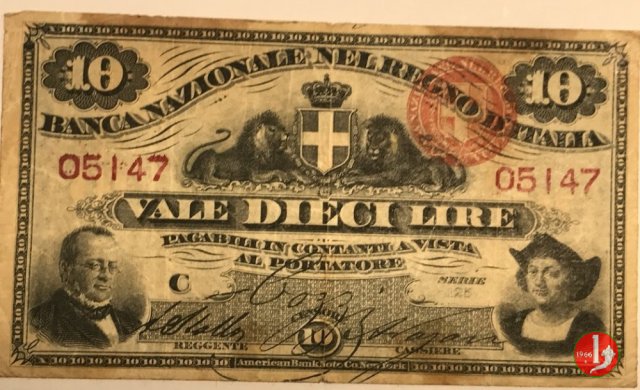 10 10
BANCA NAZIONALE NEL REGNO D'ITALIA
05147
05147
VALE DIECI LIRE
PAGABILI IN CONTANTI A VISTA
AL PORTATORE
C
SERIE
10
REGGENTE
CASSIERE
American Bank Note Co. New York
1966